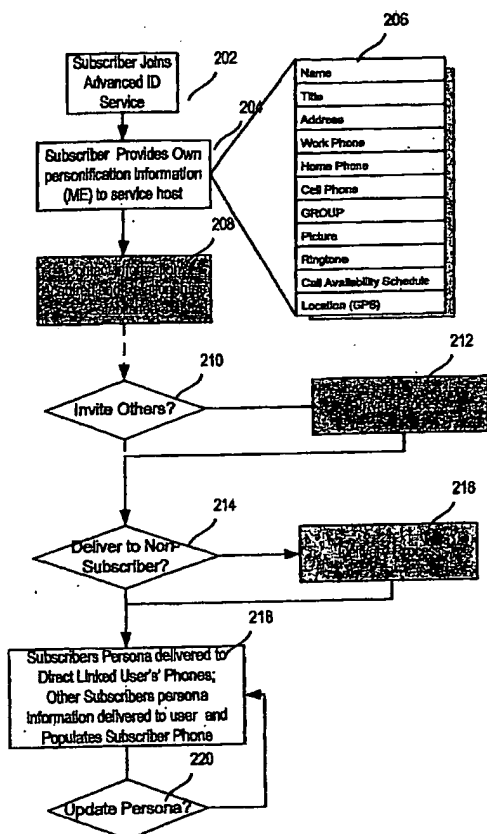 202
Subscriber Joins
Advanced ID
Service
204
Subscriber Provides Own
personification Information
(ME) to service host
206
Name
Title
Address
Work Phone
Home Phone
Cell Phone
GROUP
Picture
Ringtone
Call Availability Schedule
Location (GPS)
208
210
Invite Others?
212
214
Deliver to Non-
Subscriber?
218
218
Subscribers Persona delivered to
Direct Linked User's' Phones;
Other Subscribers persona
Information delivered to user and
Populates Subscriber Phone
220
Update Persona?